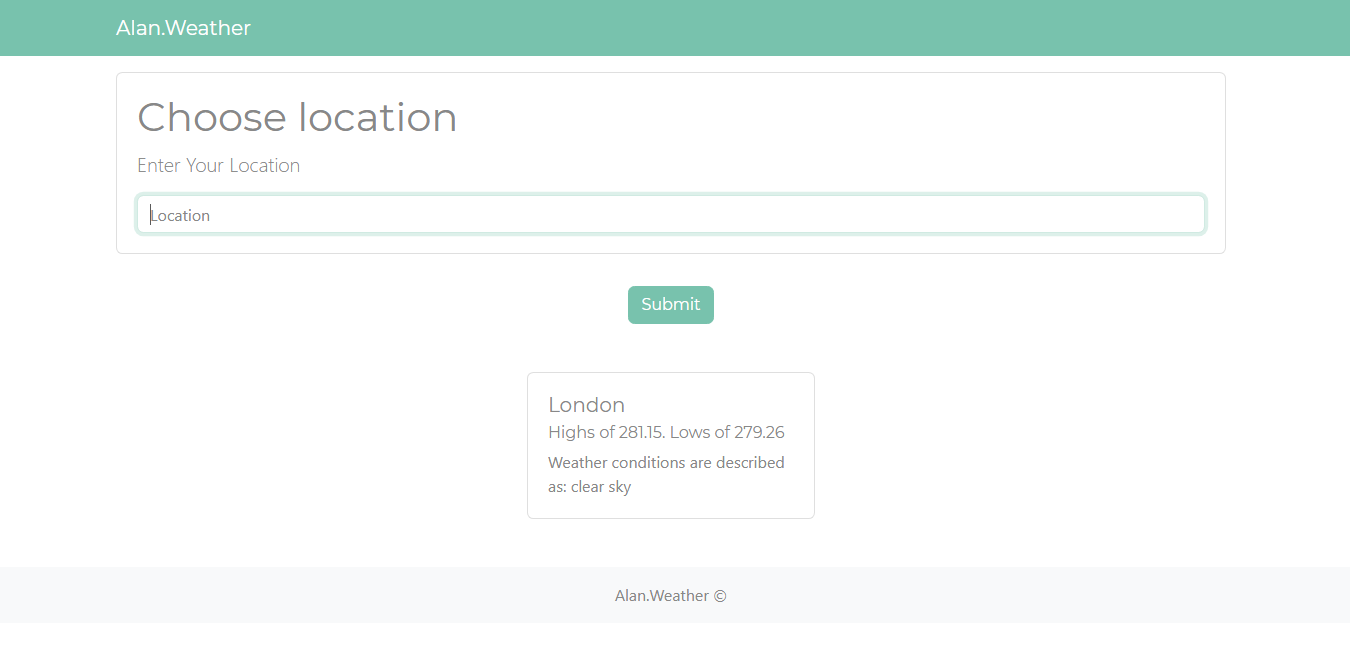 Alan.Weather
Choose location
Enter Your Location
Location
Submit
London
Highs of 281.15. Lows of 279.26
Weather conditions are described
as: clear sky
Alan.Weather ©